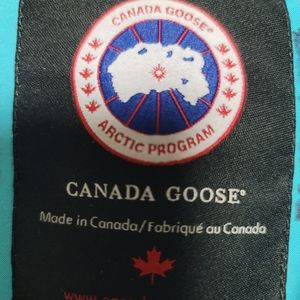 CANADA GOOSE®
ARCTIC PROGRAM
CANADA GOOSE®
Made in Canada/Fabriqué au Canada